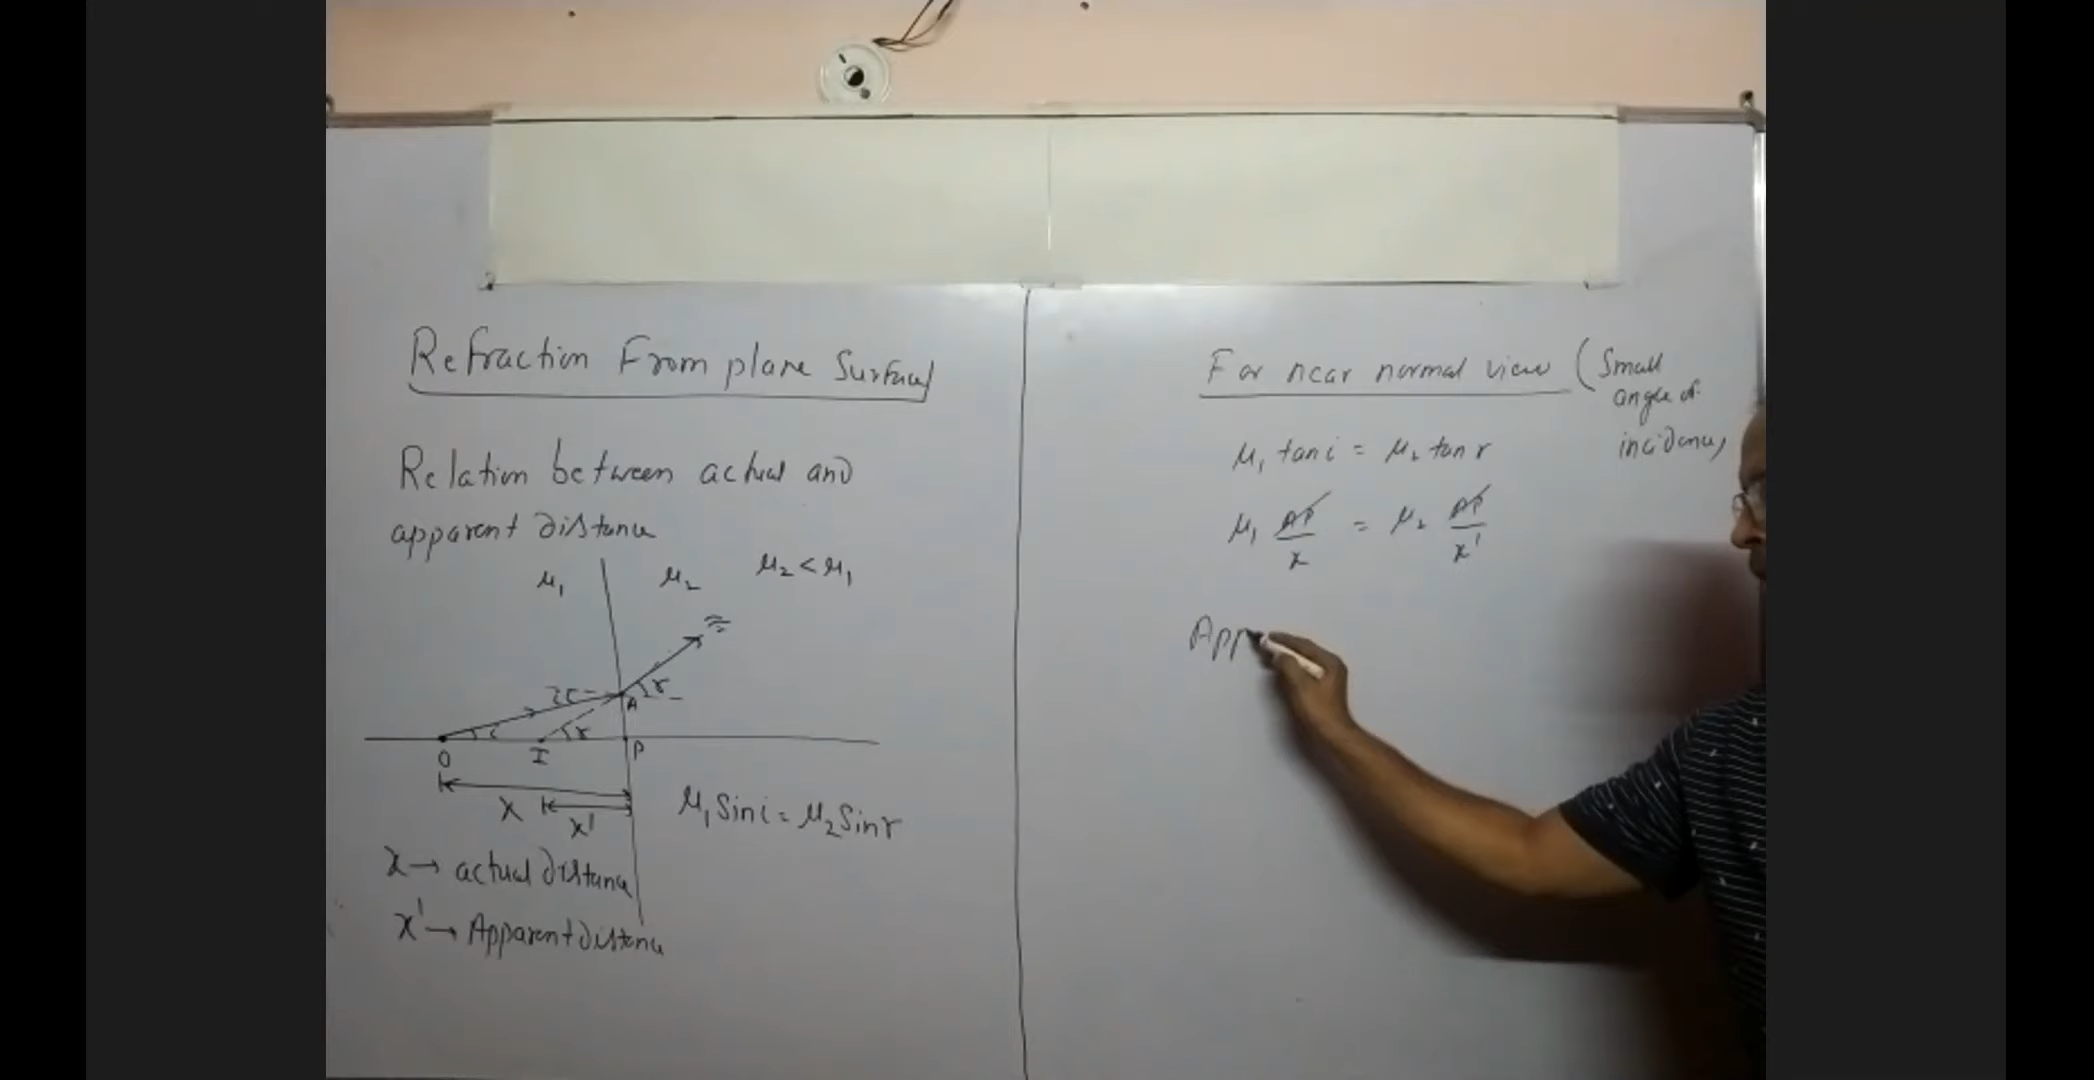 Refraction From plane Surface
Relation between actual and
apparent distance
μ₁ μ₂ μ₂ < μ₁
i r
A
i r
O I P
x
x'
μ₁ Sin i = μ₂ Sin r
x → actual distance
x' → Apparent distance
For near normal view (Small
angle of
incidence)
μ₁ tan i = μ₂ tan r
μ₁ AP/x = μ₂ AP/x'
App